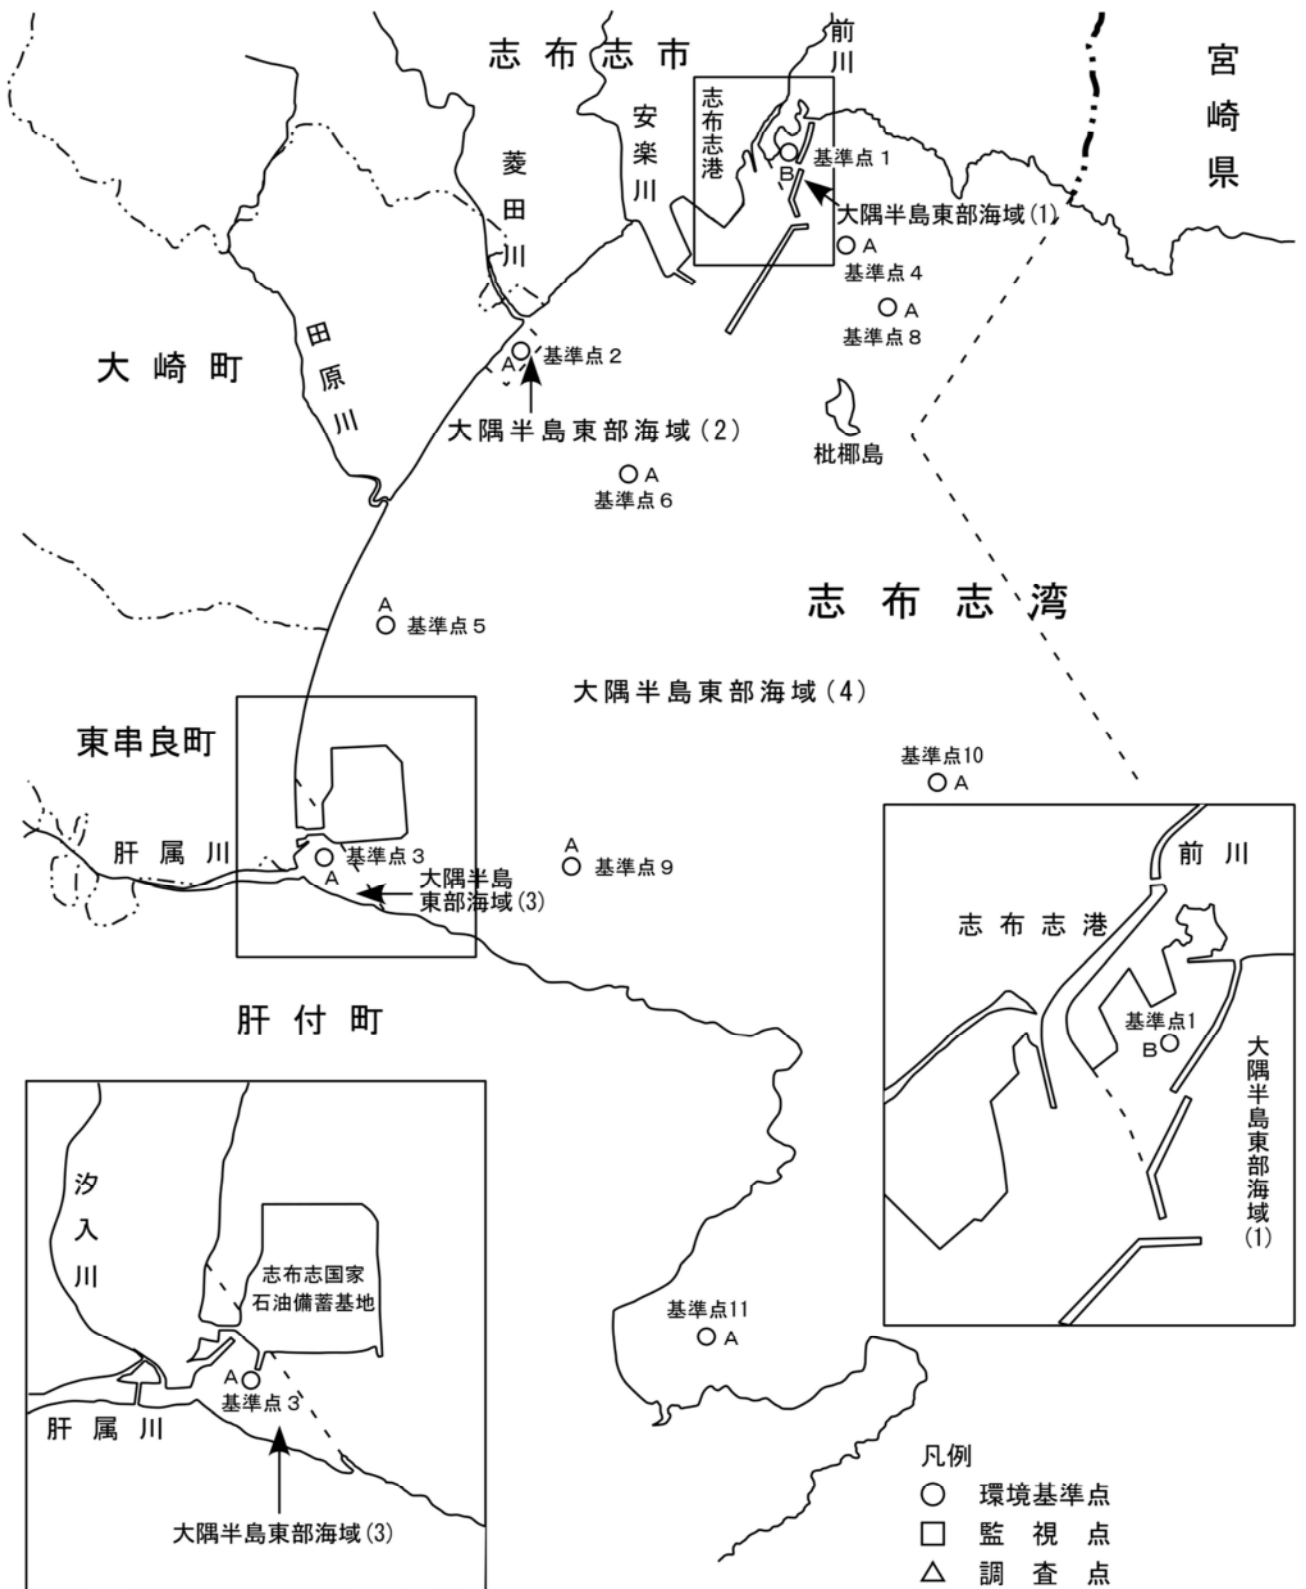 志布志市
前川
宮崎県
志布志港
安楽川
菱田川
基準点1
B
大隅半島東部海域(1)
A
基準点4
A
基準点8
田原川
大崎町
A
基準点2
大隅半島東部海域(2)
枇椰島
A
基準点6
志布志湾
A
基準点5
大隅半島東部海域(4)
東串良町
基準点10
A
肝属川
基準点3
A
大隅半島
東部海域(3)
A
基準点9
肝付町
前川
志布志港
基準点1
B
大隅半島東部海域(1)
汐入川
志布志国家
石油備蓄基地
A
基準点3
肝属川
大隅半島東部海域(3)
基準点11
A
凡例
環境基準点
監視点
調査点